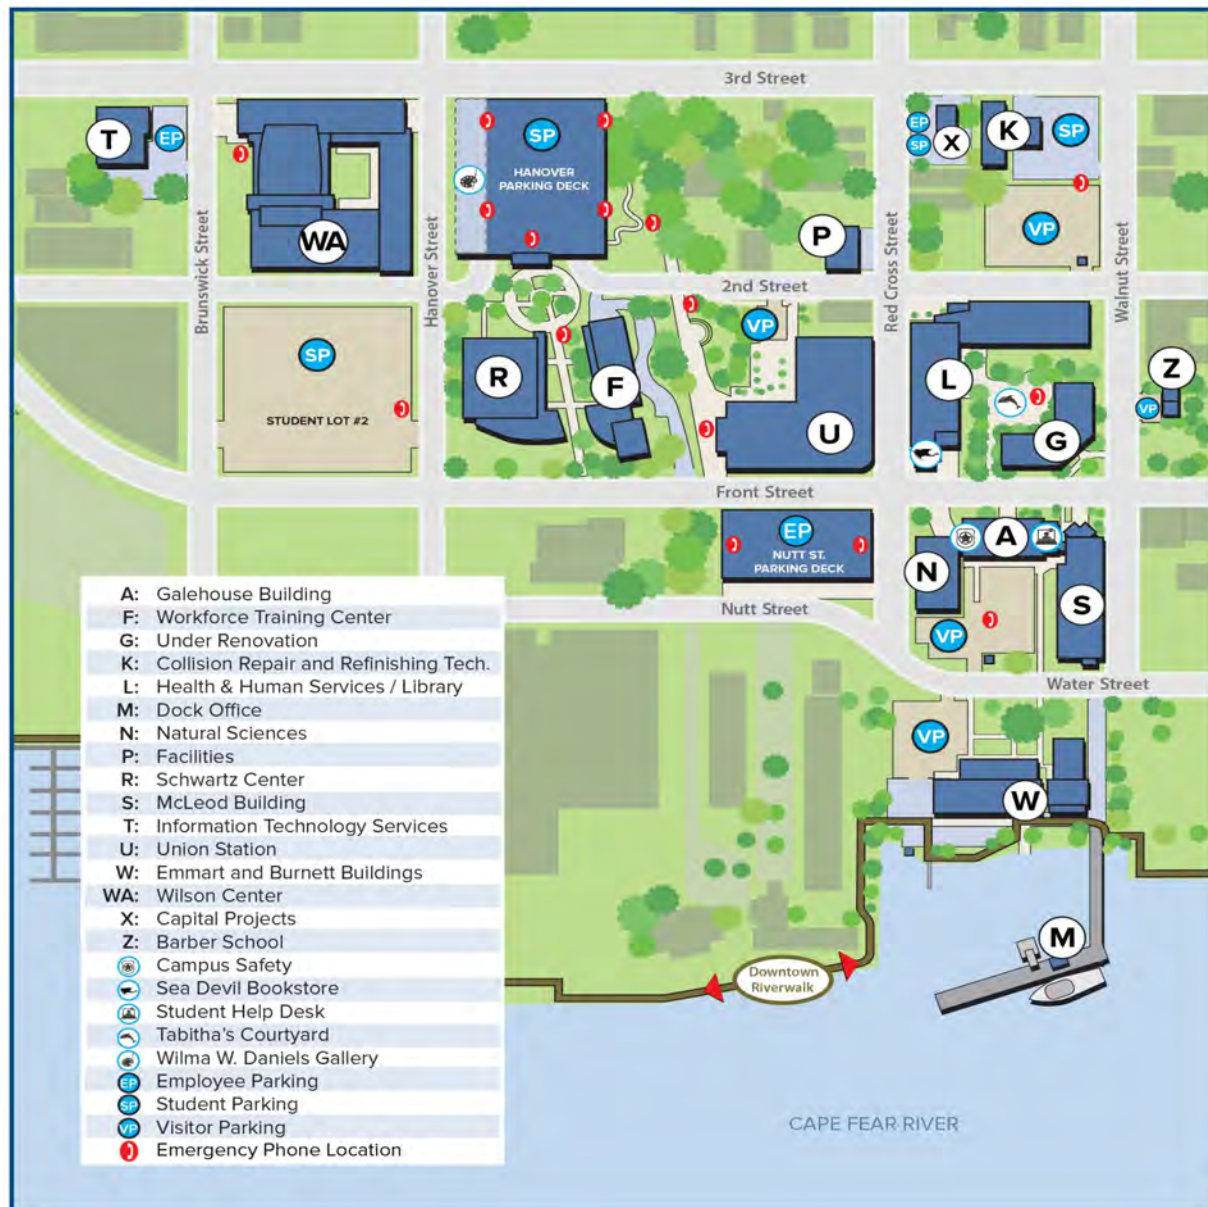 3rd Street
T
EP
WA
SP
HANOVER
PARKING DECK
P
EP
SP
X
K
SP
VP
Brunswick Street
Hanover Street
Red Cross Street
Walnut Street
2nd Street
SP
STUDENT LOT #2
R
F
VP
U
L
G
Z
VP
Front Street
EP
NUTT ST.
PARKING DECK
A
N
S
VP
Nutt Street
Water Street
VP
W
M
Downtown
Riverwalk
CAPE FEAR RIVER
A: Galehouse Building
F: Workforce Training Center
G: Under Renovation
K: Collision Repair and Refinishing Tech.
L: Health & Human Services / Library
M: Dock Office
N: Natural Sciences
P: Facilities
R: Schwartz Center
S: McLeod Building
T: Information Technology Services
U: Union Station
W: Emmart and Burnett Buildings
WA: Wilson Center
X: Capital Projects
Z: Barber School
Campus Safety
Sea Devil Bookstore
Student Help Desk
Tabitha's Courtyard
Wilma W. Daniels Gallery
EP Employee Parking
SP Student Parking
VP Visitor Parking
Emergency Phone Location